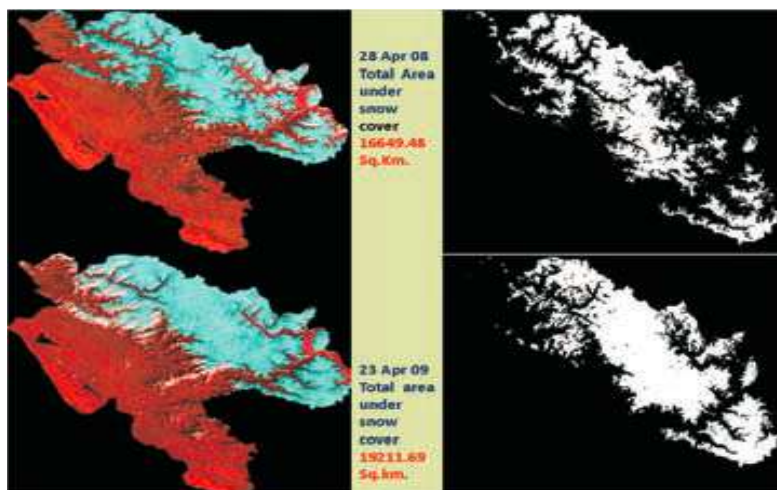 28 Apr 08
Total Area
under
snow
cover
16649.48
Sq.Km.
23 Apr 09
Total area
under
snow
cover
19211.69
Sq.km.